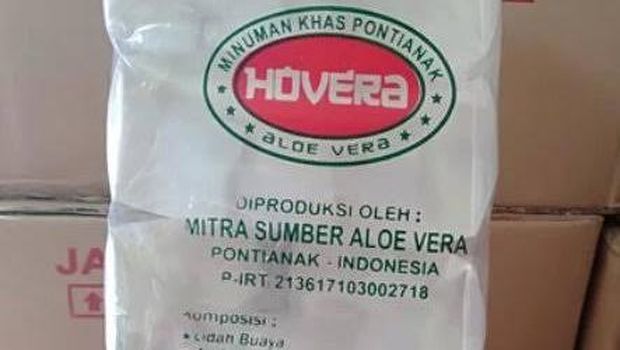 MINUMAN KHAS PONTIANAK
HOVERA
ALOE VERA
DIPRODUKSI OLEH :
MITRA SUMBER ALOE VERA
PONTIANAK - INDONESIA
P-IRT 213617103002718
JA
Komposisi :
Lidah Buaya